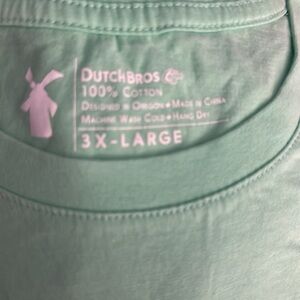 DUTCHBROS
100% COTTON
DESIGNED IN OREGON • MADE IN CHINA
MACHINE WASH COLD • HANG DRY
3X-LARGE